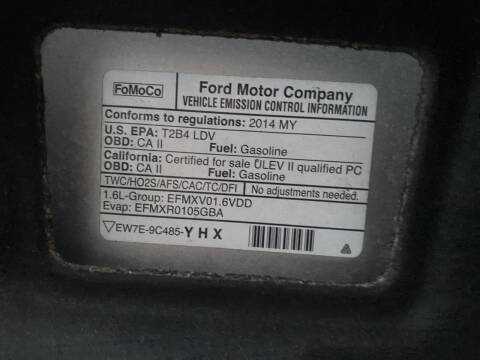 FoMoCo
Ford Motor Company
VEHICLE EMISSION CONTROL INFORMATION
Conforms to regulations: 2014 MY
U.S. EPA: T2B4 LDV
OBD: CA II Fuel: Gasoline
California: Certified for sale ULEV II qualified PC
OBD: CA II Fuel: Gasoline
TWC/HO2S/AFS/CAC/TC/DFI No adjustments needed.
1.6L-Group: EFMXV01.6VDD
Evap: EFMXR0105GBA
EW7E-9C485-YHX